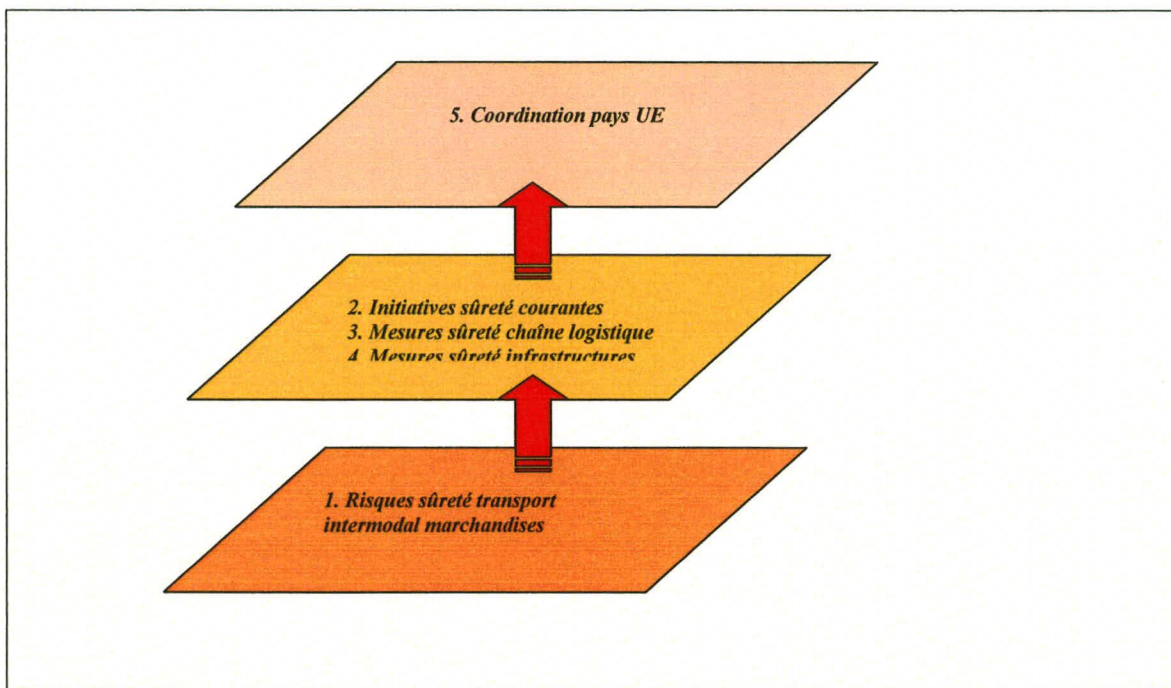 5. Coordination pays UE
2. Initiatives sûreté courantes
3. Mesures sûreté chaîne logistique
4. Mesures sûreté infrastructures
1. Risques sûreté transport
intermodal marchandises